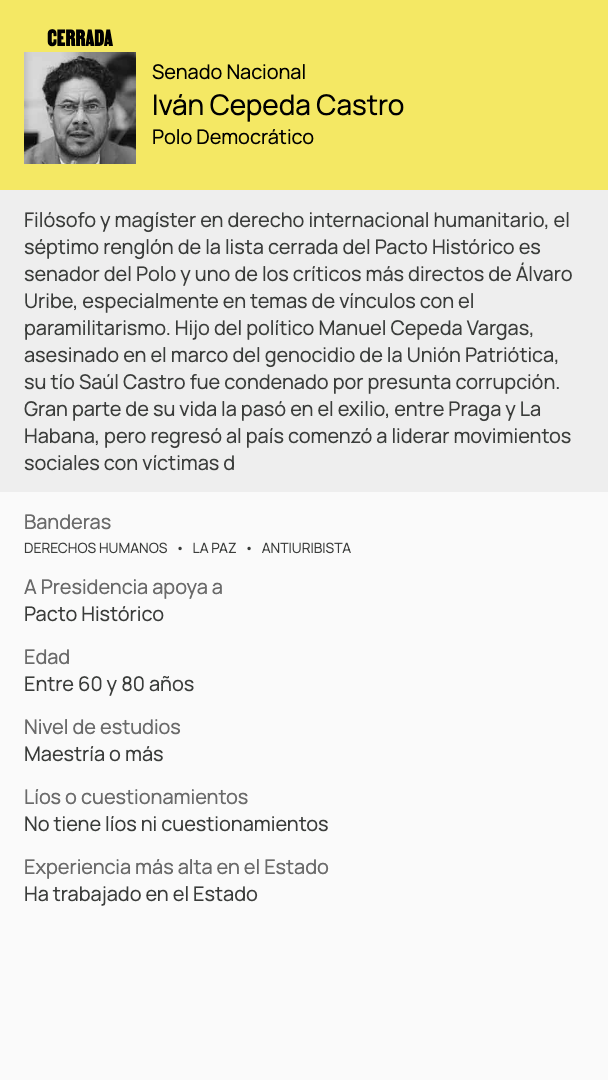 CERRADA
Senado Nacional
Iván Cepeda Castro
Polo Democrático
Filósofo y magíster en derecho internacional humanitario, el
séptimo renglón de la lista cerrada del Pacto Histórico es
senador del Polo y uno de los críticos más directos de Álvaro
Uribe, especialmente en temas de vínculos con el
paramilitarismo. Hijo del político Manuel Cepeda Vargas,
asesinado en el marco del genocidio de la Unión Patriótica,
su tío Saúl Castro fue condenado por presunta corrupción.
Gran parte de su vida la pasó en el exilio, entre Praga y La
Habana, pero regresó al país comenzó a liderar movimientos
sociales con víctimas d
Banderas
DERECHOS HUMANOS • LA PAZ • ANTIURIBISTA
A Presidencia apoya a
Pacto Histórico
Edad
Entre 60 y 80 años
Nivel de estudios
Maestría o más
Líos o cuestionamientos
No tiene líos ni cuestionamientos
Experiencia más alta en el Estado
Ha trabajado en el Estado